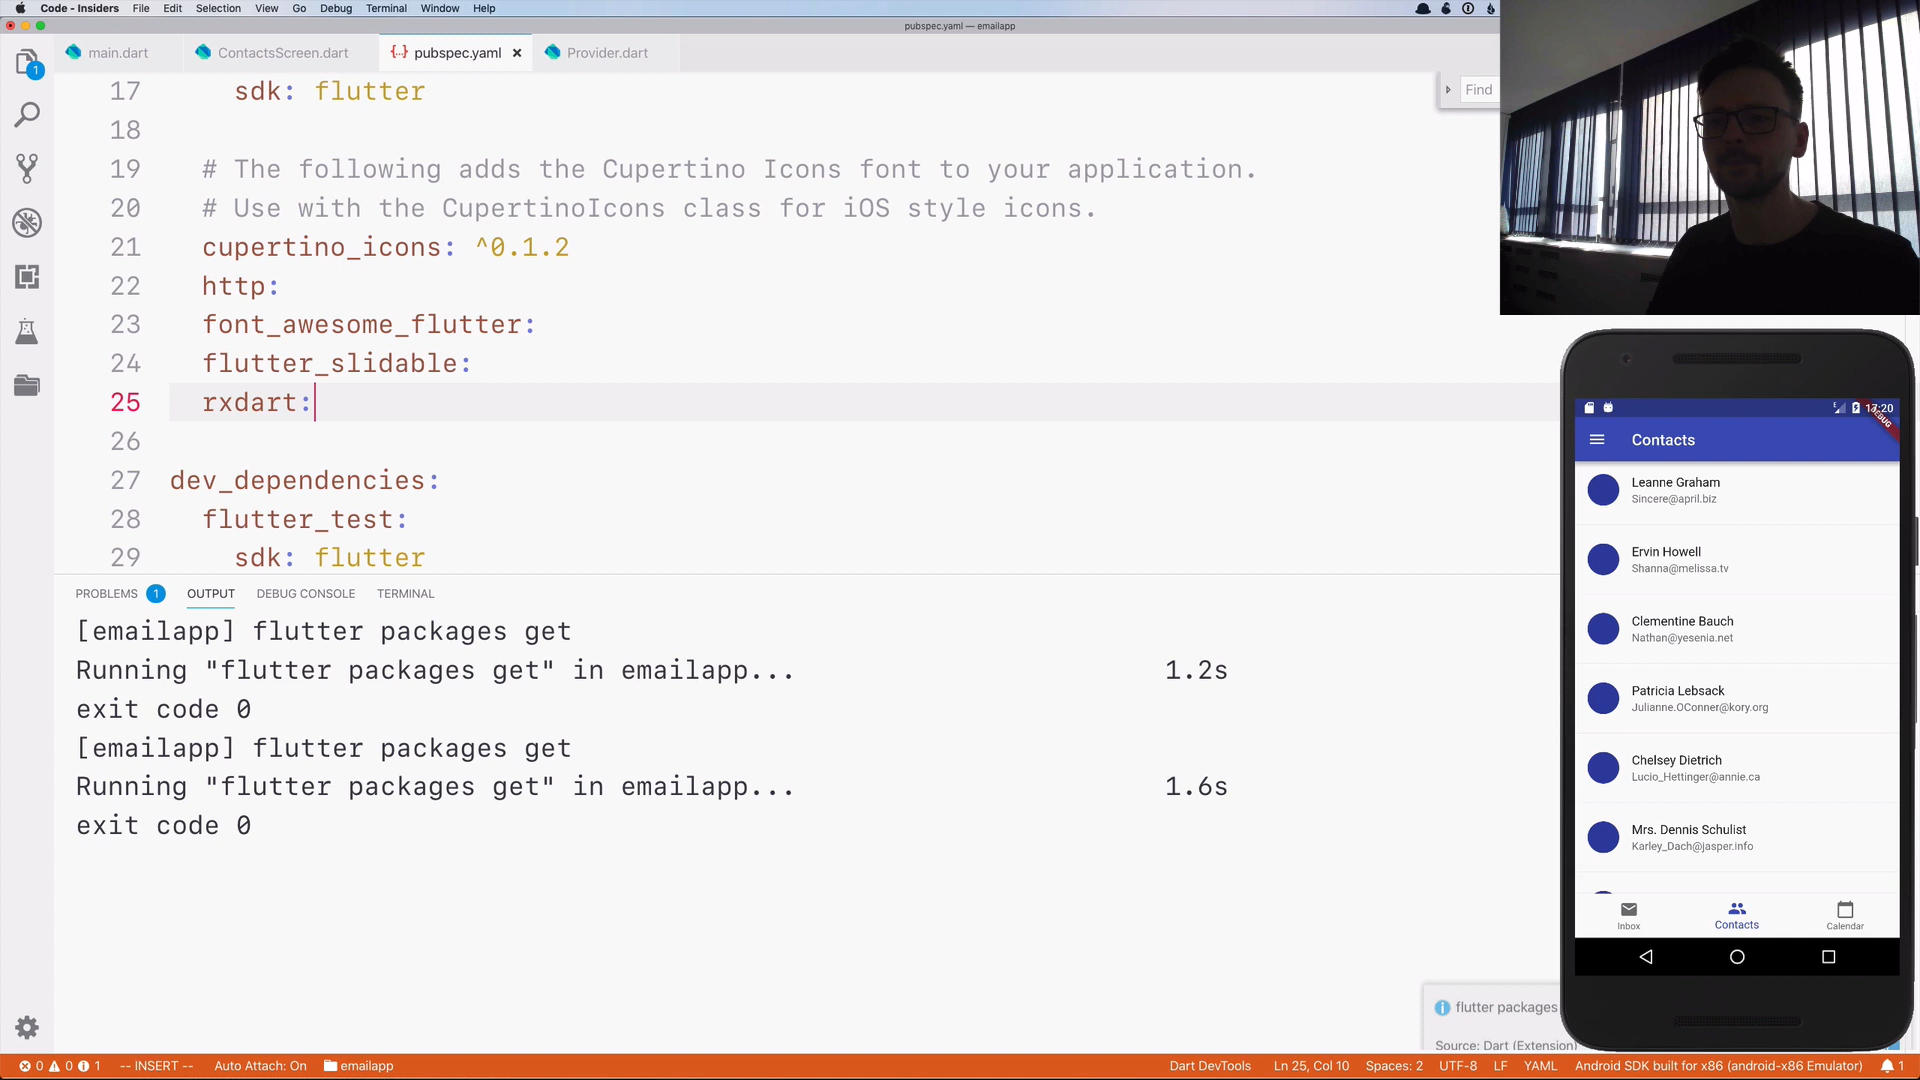 Code - Insiders File Edit Selection View Go Debug Terminal Window Help
pubspec.yaml — emailapp
main.dart ContactsScreen.dart {..} pubspec.yaml × Provider.dart
1
Find
17 sdk: flutter
18
19 # The following adds the Cupertino Icons font to your application.
20 # Use with the CupertinoIcons class for iOS style icons.
21 cupertino_icons: ^0.1.2
22 http:
23 font_awesome_flutter:
24 flutter_slidable:
25 rxdart:
26
27 dev_dependencies:
28 flutter_test:
29 sdk: flutter
PROBLEMS 1 OUTPUT DEBUG CONSOLE TERMINAL
[emailapp] flutter packages get
Running "flutter packages get" in emailapp... 1.2s
exit code 0
[emailapp] flutter packages get
Running "flutter packages get" in emailapp... 1.6s
exit code 0
17:20
DEBUG
Contacts
Leanne Graham
Sincere@april.biz
Ervin Howell
Shanna@melissa.tv
Clementine Bauch
Nathan@yesenia.net
Patricia Lebsack
Julianne.OConner@kory.org
Chelsey Dietrich
Lucio_Hettinger@annie.ca
Mrs. Dennis Schulist
Karley_Dach@jasper.info
Inbox Contacts Calendar
flutter packages
Source: Dart (Extension)
0 0 1 -- INSERT -- Auto Attach: On emailapp Dart DevTools Ln 25, Col 10 Spaces: 2 UTF-8 LF YAML Android SDK built for x86 (android-x86 Emulator) 1